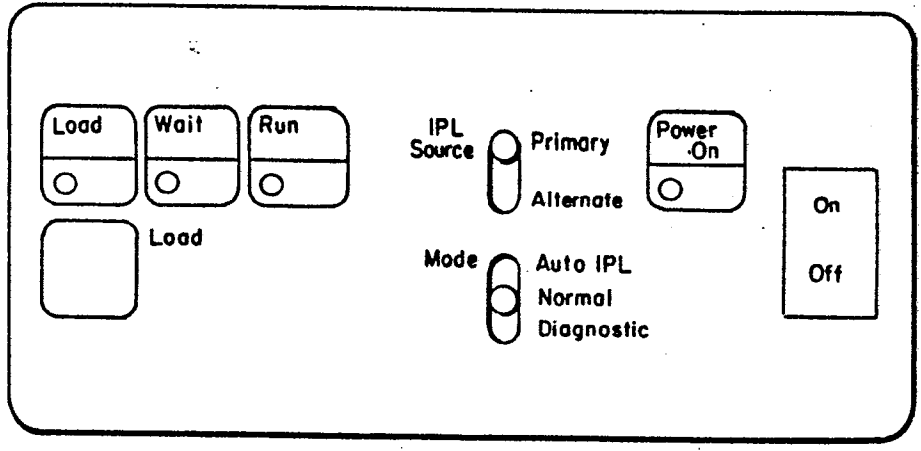 Load
Wait
Run
IPL
Source
Primary
Alternate
Power
On
Load
Mode
Auto IPL
Normal
Diagnostic
On
Off